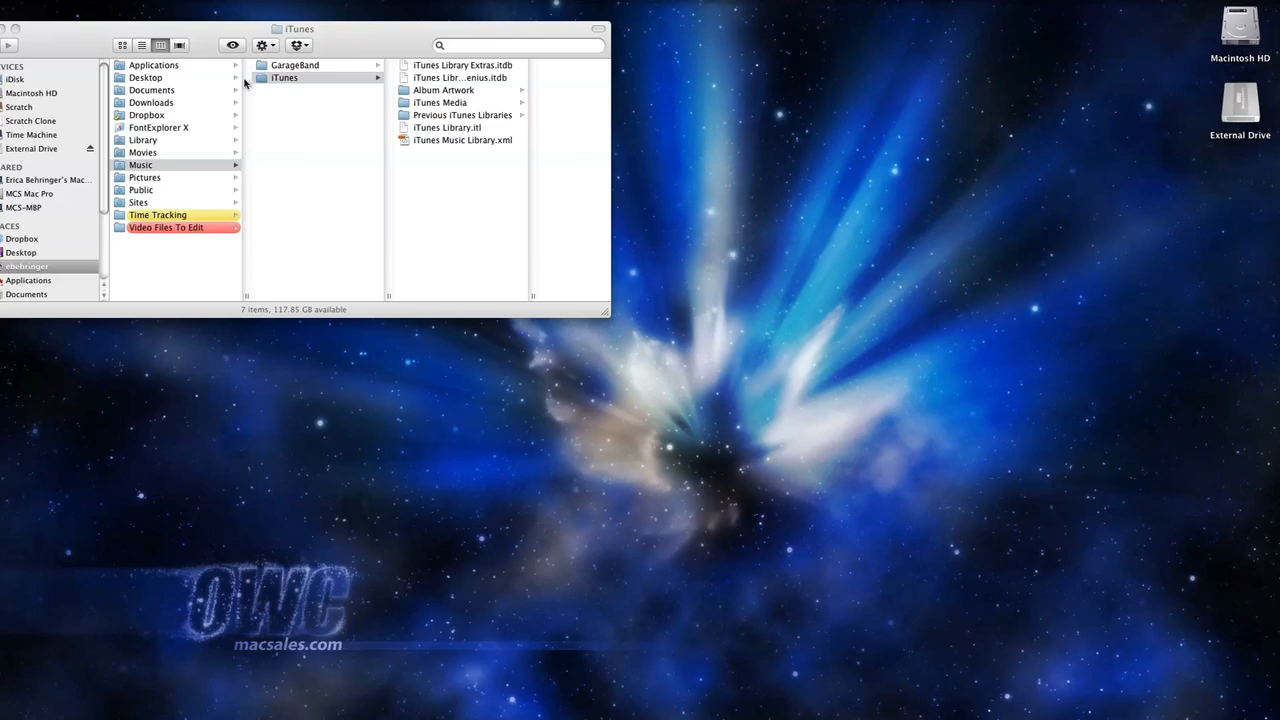 iTunes
VICES
iDisk
Macintosh HD
Scratch
Scratch Clone
Time Machine
External Drive
ARED
Erica Behringer's Mac...
MCS Mac Pro
MCS-MBP
ACES
Dropbox
Desktop
ebehringer
Applications
Documents
Applications
Desktop
Documents
Downloads
Dropbox
FontExplorer X
Library
Movies
Music
Pictures
Public
Sites
Time Tracking
Video Files To Edit
GarageBand
iTunes
iTunes Library Extras.itdb
iTunes Libr...enius.itdb
Album Artwork
iTunes Media
Previous iTunes Libraries
iTunes Library.itl
iTunes Music Library.xml
7 items, 117.85 GB available
Macintosh HD
External Drive
OWC
macsales.com